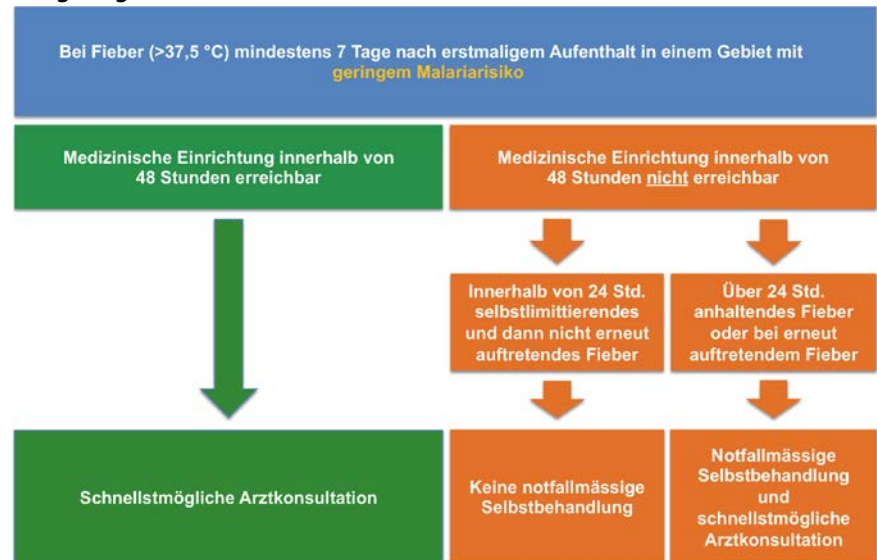 Bei Fieber (>37,5 °C) mindestens 7 Tage nach erstmaligem Aufenthalt in einem Gebiet mit
geringem Malariarisiko
Medizinische Einrichtung innerhalb von
48 Stunden erreichbar
Medizinische Einrichtung innerhalb von
48 Stunden nicht erreichbar
Innerhalb von 24 Std.
selbstlimittierendes
und dann nicht erneut
auftretendes Fieber
Über 24 Std.
anhaltendes Fieber
oder bei erneut
auftretendem Fieber
Schnellstmögliche Arztkonsultation
Keine notfallmässige
Selbstbehandlung
Notfallmässige
Selbstbehandlung
und
schnellstmögliche
Arztkonsultation